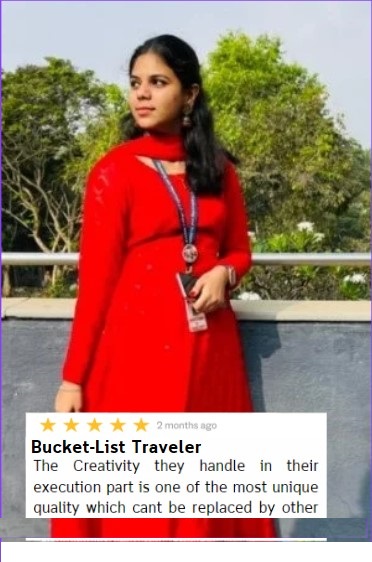 2 months ago
Bucket-List Traveler
The Creativity they handle in their
execution part is one of the most unique
quality which cant be replaced by other